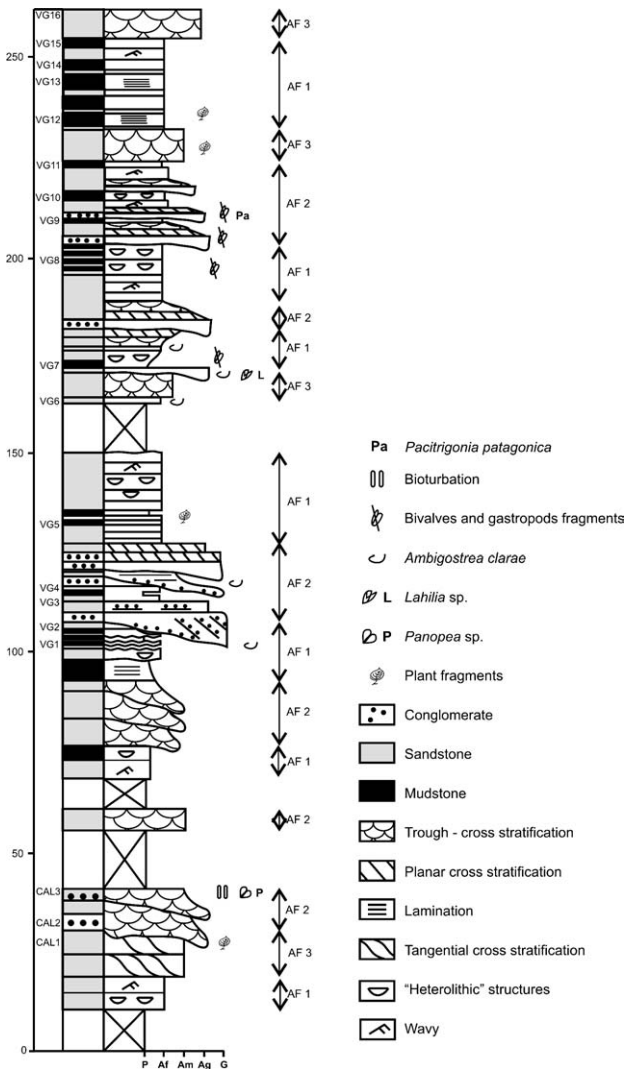 VG16
AF 3
VG15
250
VG14
VG13
AF 1
VG12
AF 3
VG11
VG10
AF 2
Pa
VG9
200
VG8
AF 1
AF 2
AF 1
VG7
L
AF 3
VG6
150
AF 1
VG5
AF 2
VG4
VG3
VG2
VG1
100
AF 1
AF 2
AF 1
AF 2
50
CAL3
P
AF 2
CAL2
CAL1
AF 3
AF 1
0
P Af Am Ag G
Pa Pacitrigonia patagonica
Bioturbation
Bivalves and gastropods fragments
Ambigostrea clarae
L Lahilia sp.
P Panopea sp.
Plant fragments
Conglomerate
Sandstone
Mudstone
Trough - cross stratification
Planar cross stratification
Lamination
Tangential cross stratification
"Heterolithic" structures
Wavy